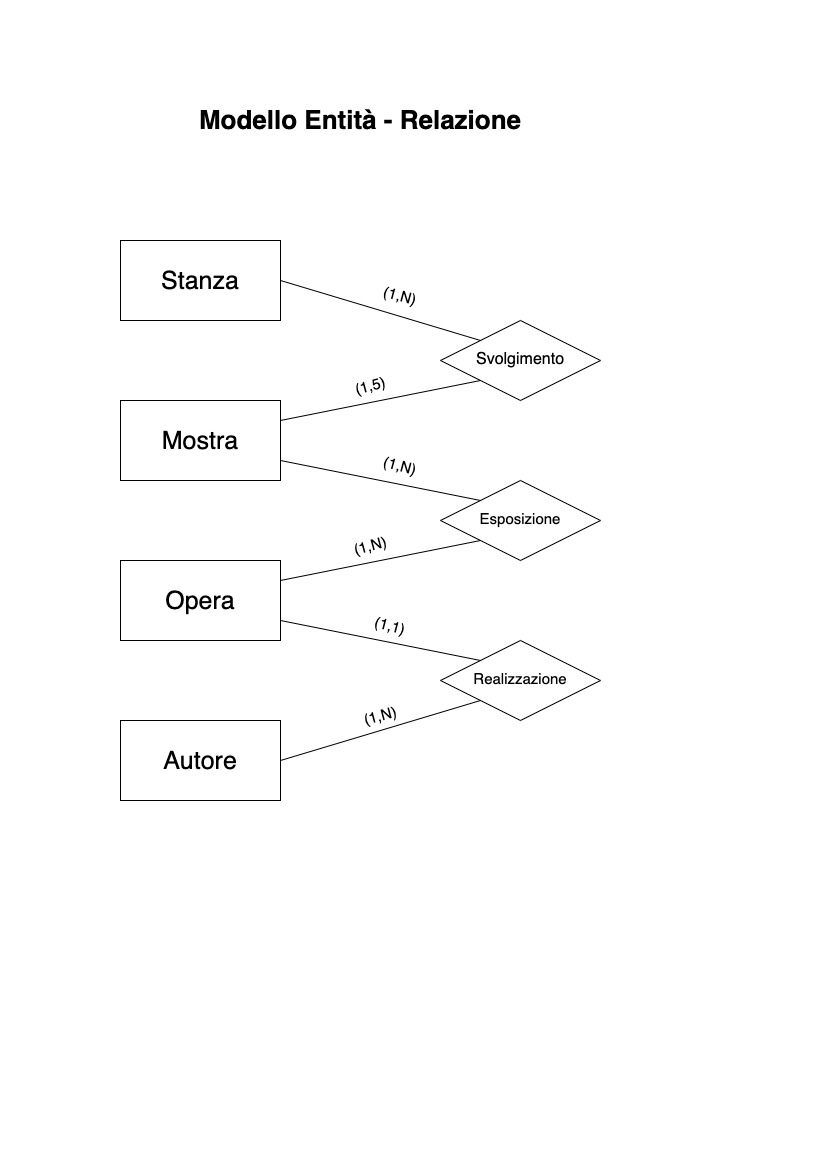 Modello Entità - Relazione
Stanza
(1,N)
Svolgimento
(1,5)
Mostra
(1,N)
Esposizione
(1,N)
Opera
(1,1)
Realizzazione
(1,N)
Autore